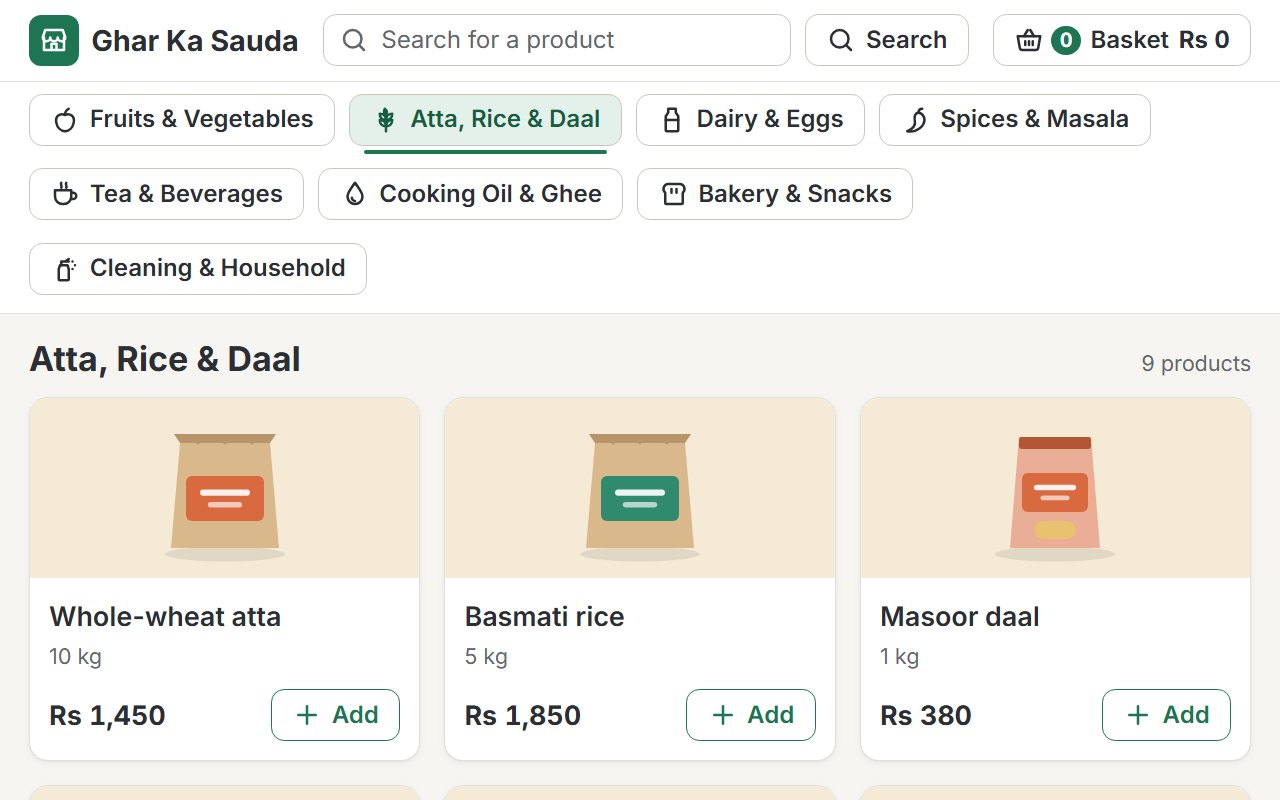 Ghar Ka Sauda
Search for a product
Search
0 Basket Rs 0
Fruits & Vegetables
Atta, Rice & Daal
Dairy & Eggs
Spices & Masala
Tea & Beverages
Cooking Oil & Ghee
Bakery & Snacks
Cleaning & Household
Atta, Rice & Daal
9 products
Whole-wheat atta
10 kg
Rs 1,450
Add
Basmati rice
5 kg
Rs 1,850
Add
Masoor daal
1 kg
Rs 380
Add